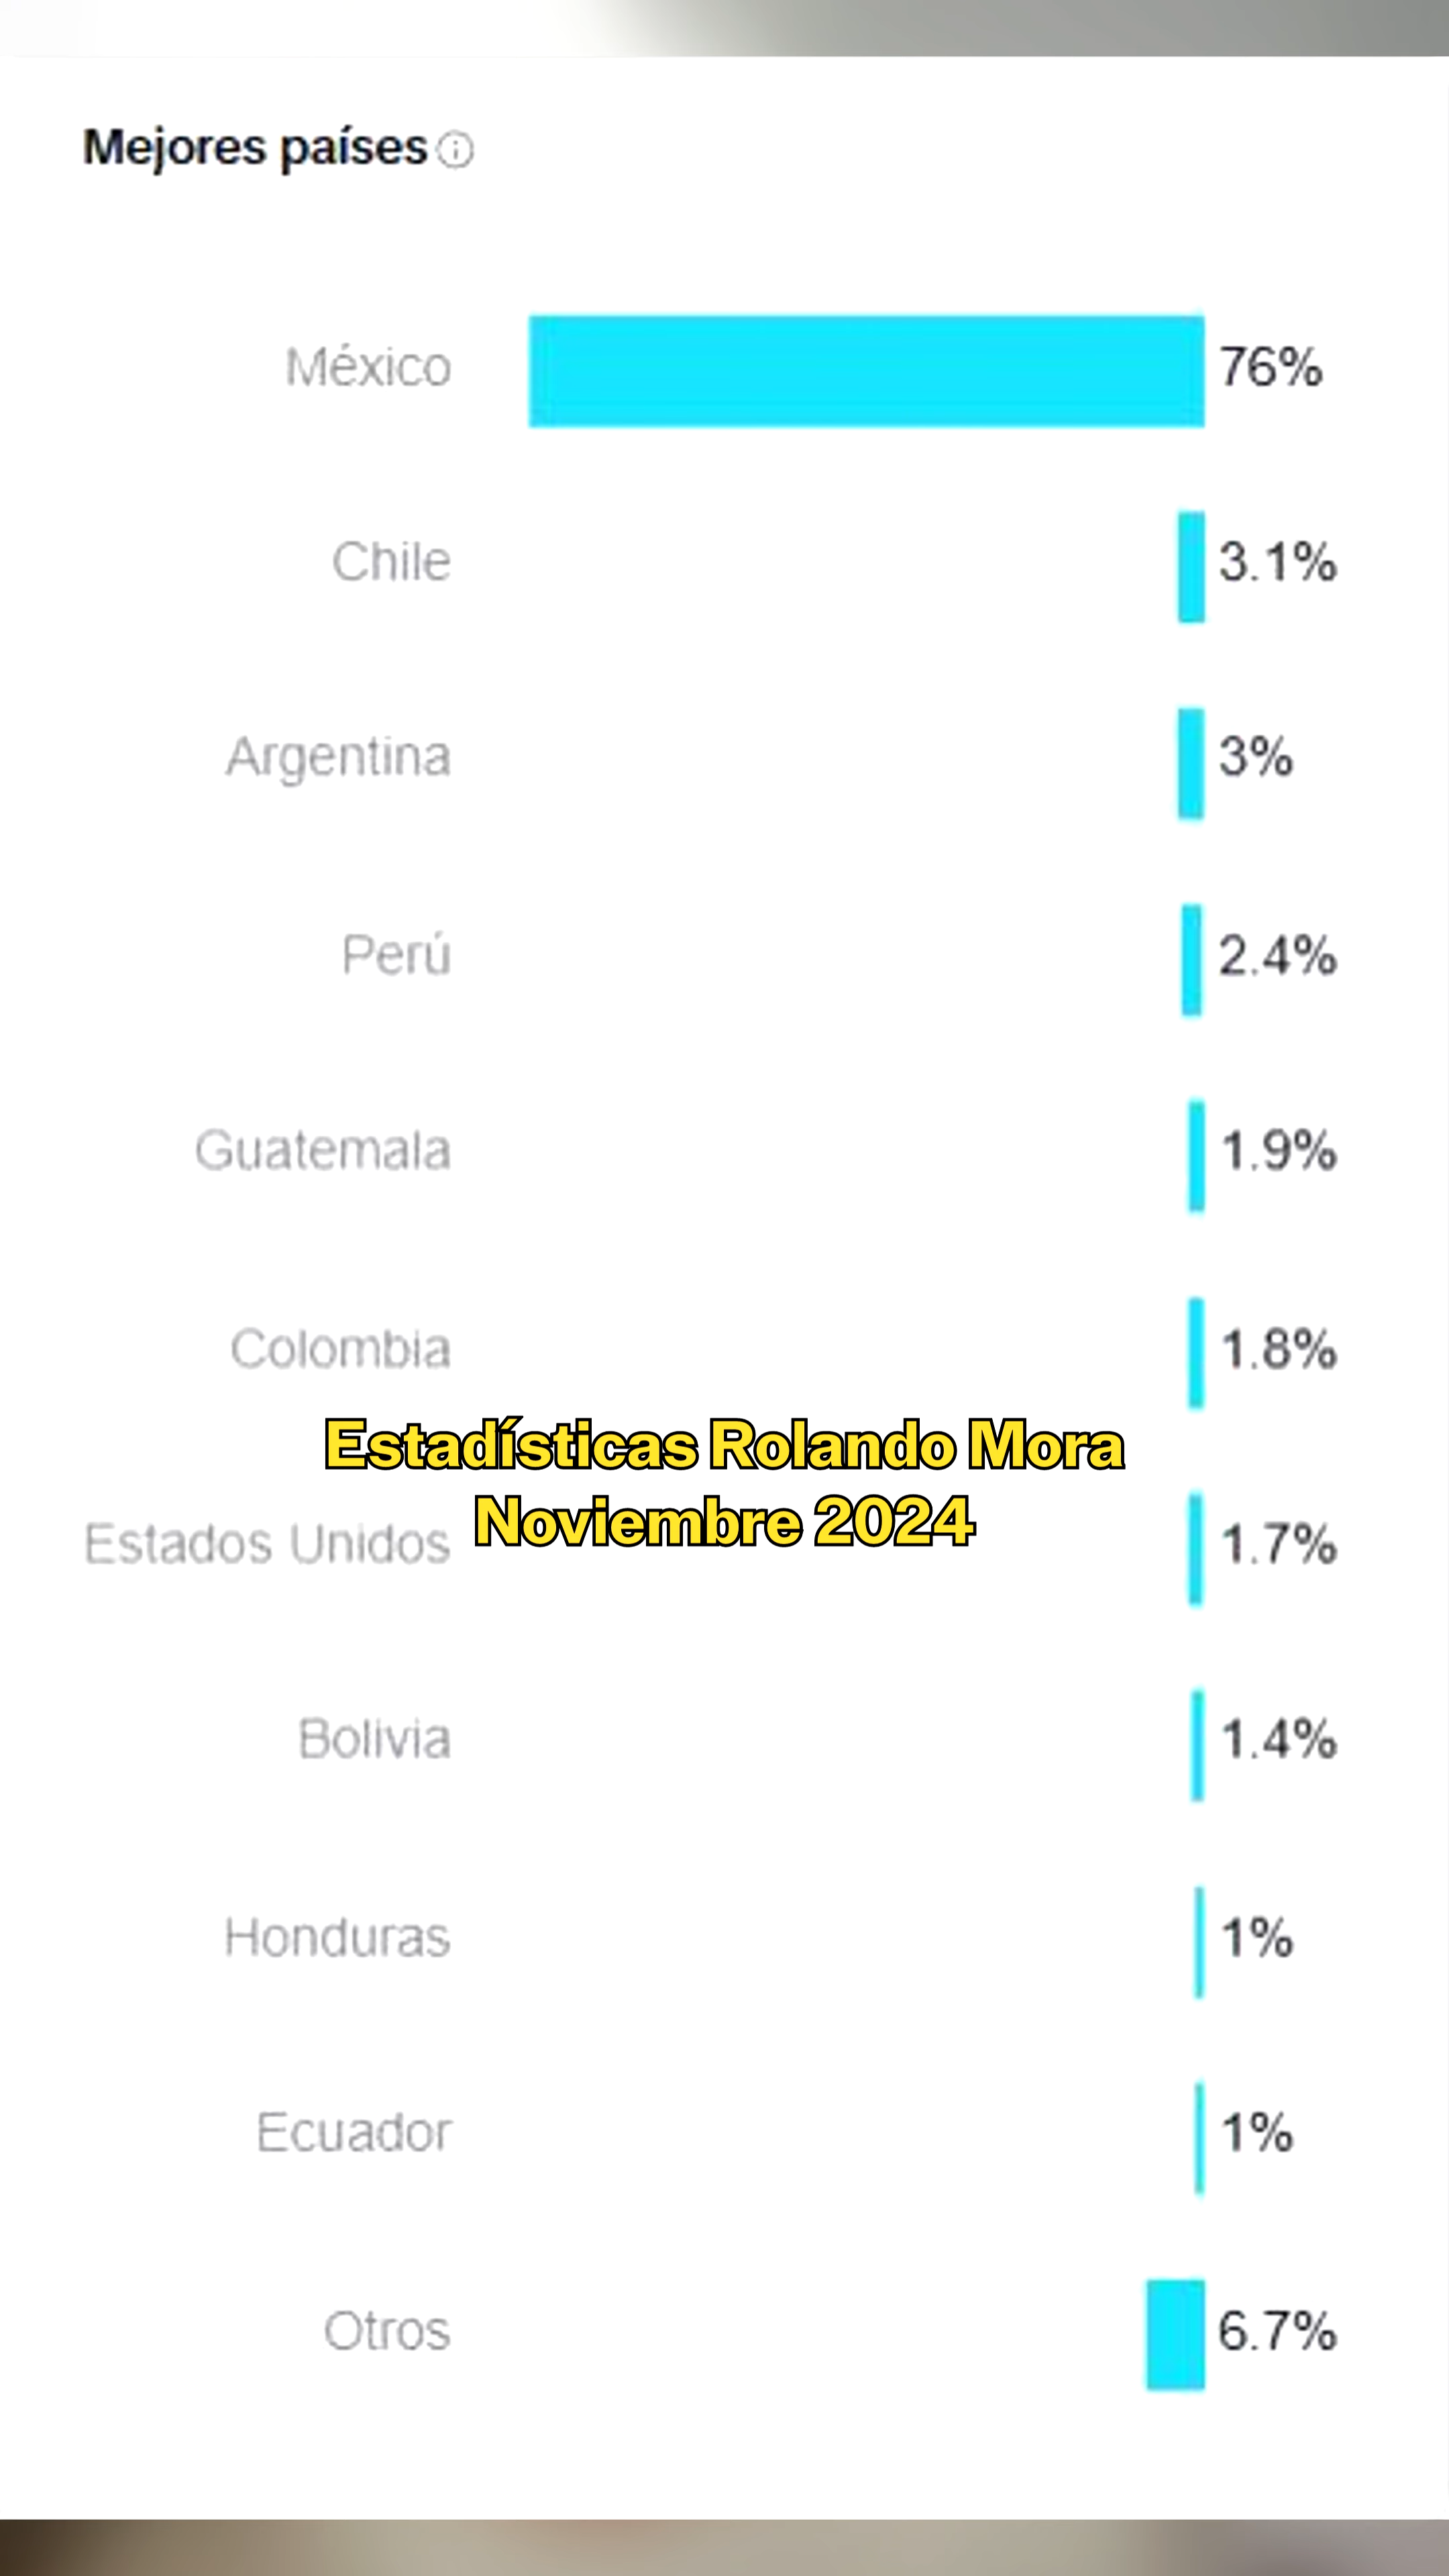 Mejores países
México 76%
Chile 3.1%
Argentina 3%
Perú 2.4%
Guatemala 1.9%
Colombia 1.8%
Estadísticas Rolando Mora
Noviembre 2024
Estados Unidos 1.7%
Bolivia 1.4%
Honduras 1%
Ecuador 1%
Otros 6.7%